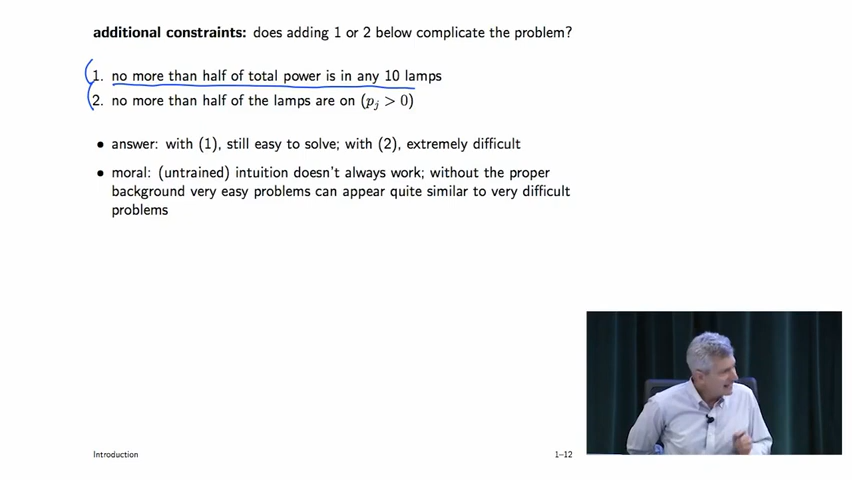 additional constraints: does adding 1 or 2 below complicate the problem?
1. no more than half of total power is in any 10 lamps
2. no more than half of the lamps are on (p_j > 0)
• answer: with (1), still easy to solve; with (2), extremely difficult
• moral: (untrained) intuition doesn't always work; without the proper
background very easy problems can appear quite similar to very difficult
problems
Introduction
1–12